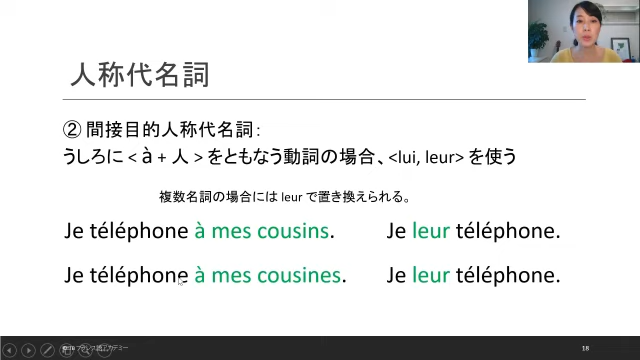 人称代名詞
② 間接目的人称代名詞：
うしろに < à + 人 > をともなう動詞の場合、<lui, leur> を使う
複数名詞の場合には leur で置き換えられる。
Je téléphone à mes cousins. Je leur téléphone.
Je téléphone à mes cousines. Je leur téléphone.
18